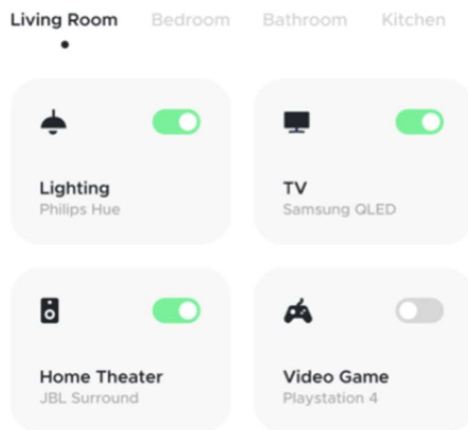 Living Room Bedroom Bathroom Kitchen
Lighting
Philips Hue
TV
Samsung QLED
Home Theater
JBL Surround
Video Game
Playstation 4